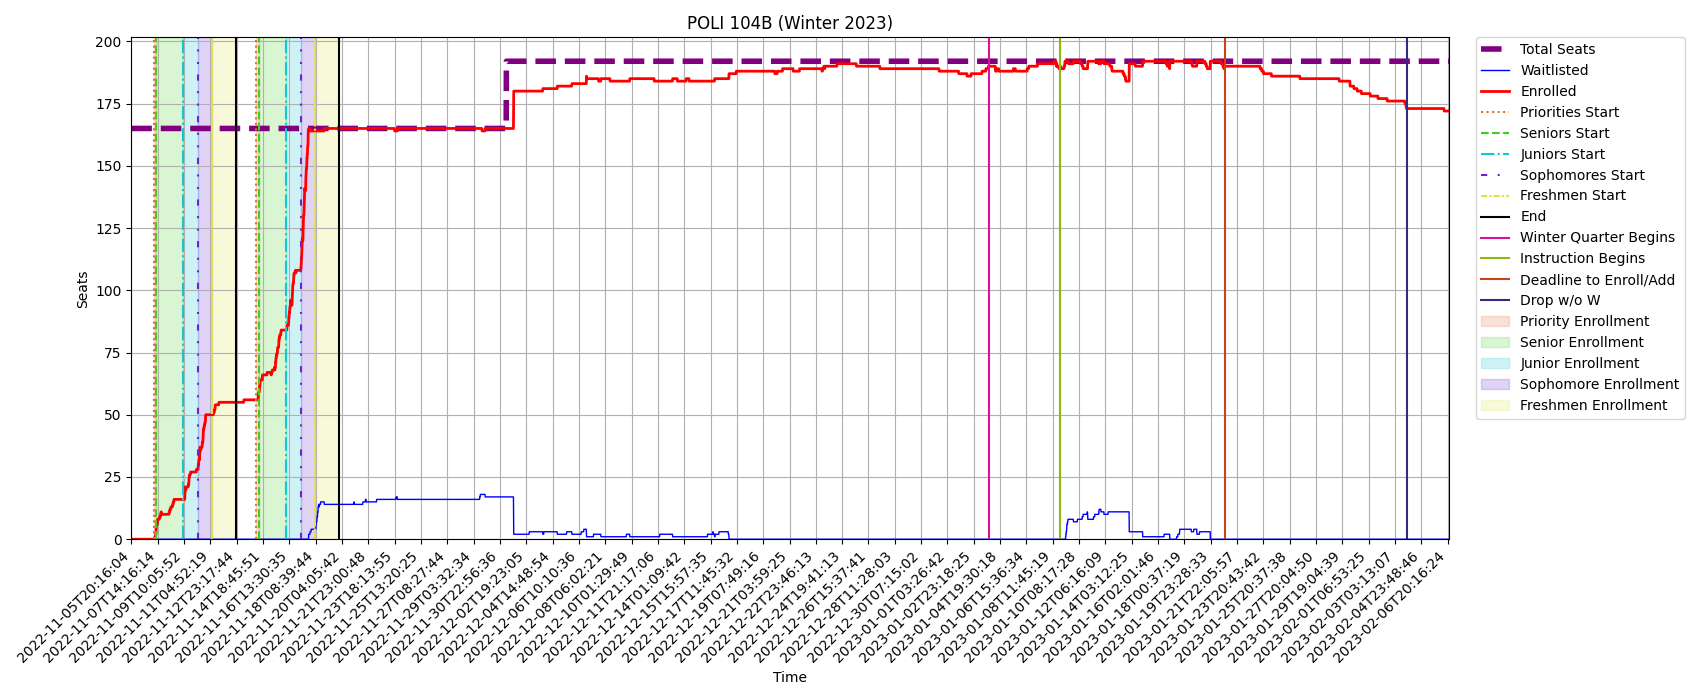 POLI 104B (Winter 2023)
200
175
150
125
100
75
50
25
0
Seats
2022-11-05T20:16:04
2022-11-07T14:16:14
2022-11-09T10:05:52
2022-11-11T04:52:19
2022-11-12T23:17:44
2022-11-14T18:45:51
2022-11-16T13:30:35
2022-11-18T08:39:44
2022-11-20T04:05:42
2022-11-21T23:00:48
2022-11-23T18:13:55
2022-11-25T13:20:25
2022-11-27T08:27:44
2022-11-29T03:32:34
2022-11-30T22:56:36
2022-12-02T19:23:05
2022-12-04T14:48:54
2022-12-06T10:10:36
2022-12-08T06:02:21
2022-12-10T01:29:49
2022-12-11T21:17:06
2022-12-14T01:09:42
2022-12-15T15:57:35
2022-12-17T11:45:32
2022-12-19T07:49:16
2022-12-21T03:59:25
2022-12-22T23:46:13
2022-12-24T19:41:13
2022-12-26T15:37:41
2022-12-28T11:28:03
2022-12-30T07:15:02
2023-01-01T03:26:42
2023-01-02T23:18:25
2023-01-04T19:30:18
2023-01-06T15:36:34
2023-01-08T11:45:19
2023-01-10T08:17:28
2023-01-12T06:16:09
2023-01-14T03:12:25
2023-01-16T02:01:46
2023-01-18T00:37:19
2023-01-19T23:28:33
2023-01-21T22:05:57
2023-01-23T20:43:42
2023-01-25T20:37:38
2023-01-27T20:04:50
2023-01-29T19:04:39
2023-02-01T06:53:25
2023-02-03T03:13:07
2023-02-04T23:48:46
2023-02-06T20:16:24
Time
Total Seats
Waitlisted
Enrolled
Priorities Start
Seniors Start
Juniors Start
Sophomores Start
Freshmen Start
End
Winter Quarter Begins
Instruction Begins
Deadline to Enroll/Add
Drop w/o W
Priority Enrollment
Senior Enrollment
Junior Enrollment
Sophomore Enrollment
Freshmen Enrollment